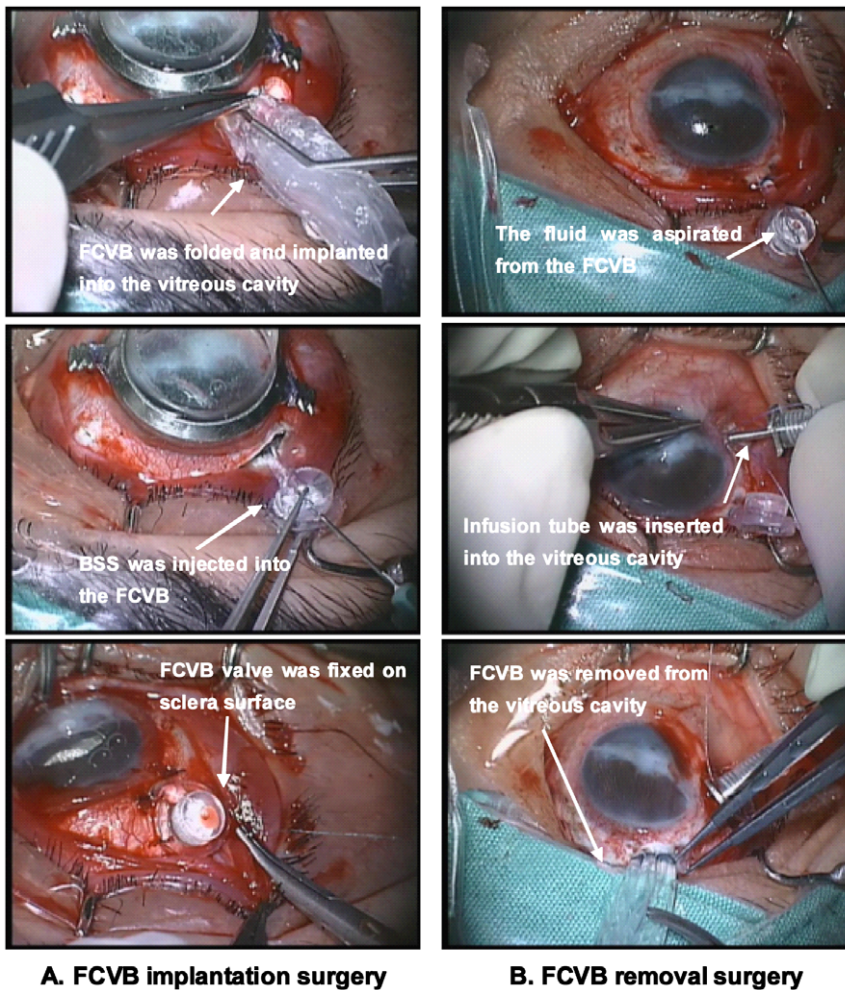 FCVB was folded and implanted
into the vitreous cavity
BSS was injected into
the FCVB
FCVB valve was fixed on
sclera surface
A. FCVB implantation surgery
The fluid was aspirated
from the FCVB
Infusion tube was inserted
into the vitreous cavity
FCVB was removed from
the vitreous cavity
B. FCVB removal surgery